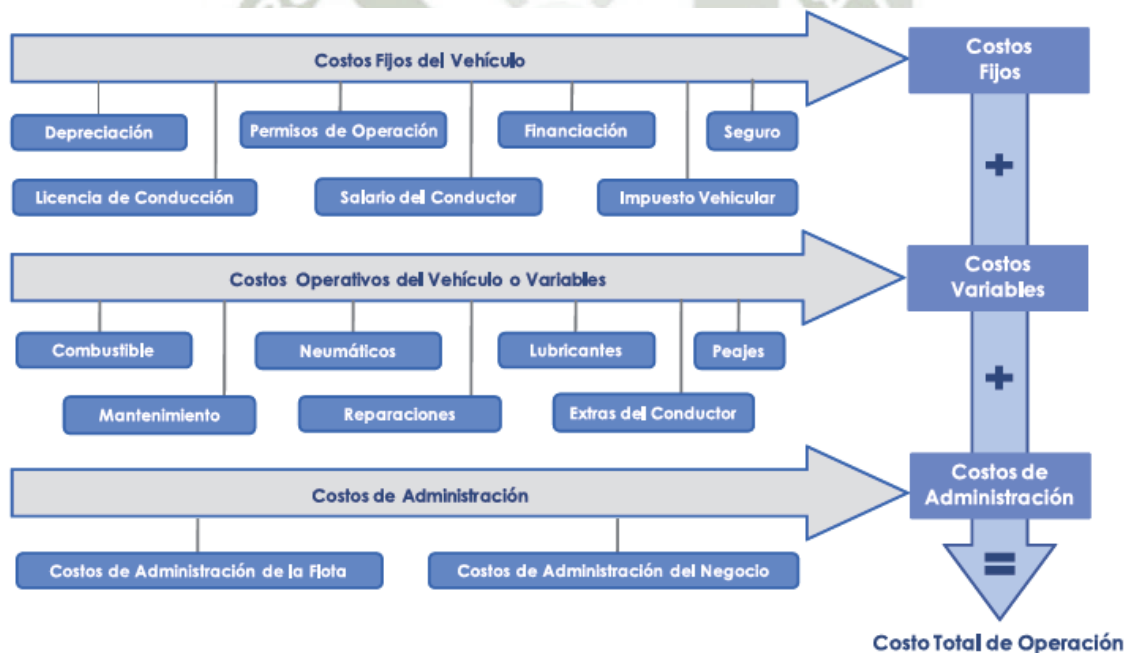 Costos Fijos del Vehículo
Costos
Fijos
Depreciación
Permisos de Operación
Financiación
Seguro
Licencia de Conducción
Salario del Conductor
Impuesto Vehicular
+
Costos Operativos del Vehículo o Variables
Costos
Variables
Combustible
Neumáticos
Lubricantes
Peajes
Mantenimiento
Reparaciones
Extras del Conductor
+
Costos de Administración
Costos de
Administración
Costos de Administración de la Flota
Costos de Administración del Negocio
=
Costo Total de Operación